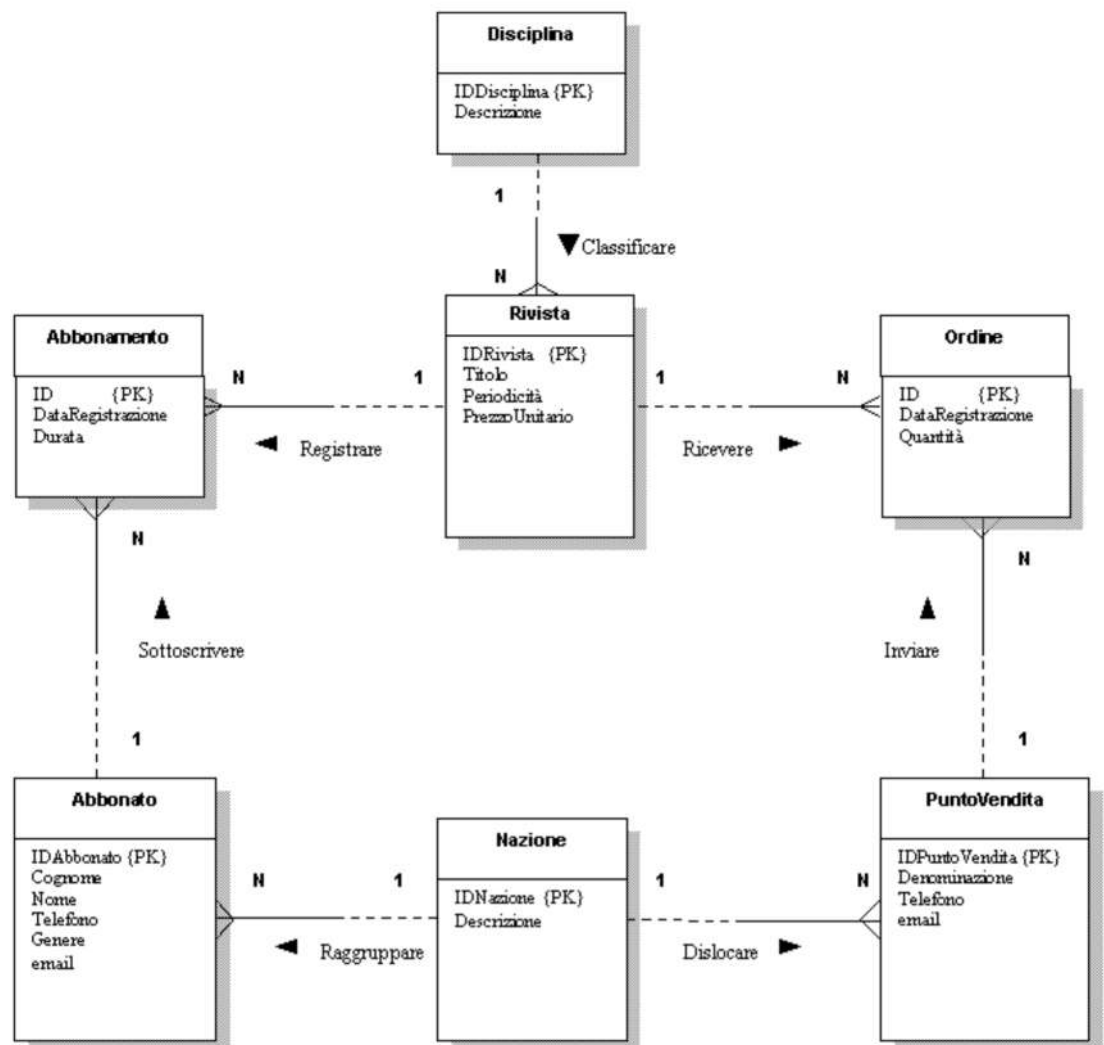 Disciplina
IDDisciplina {PK}
Descrizione
1
Classificare
N
Abbonamento
ID {PK}
DataRegistrazione
Durata
N
1
Registrare
Rivista
IDRivista {PK}
Titolo
Periodicità
PrezzoUnitario
1
N
Ricevere
Ordine
ID {PK}
DataRegistrazione
Quantità
N
Sottoscrivere
1
N
Inviare
1
Abbonato
IDAbbonato {PK}
Cognome
Nome
Telefono
Genere
email
N
1
Raggruppare
Nazione
IDNazione {PK}
Descrizione
1
N
Dislocare
PuntoVendita
IDPuntoVendita {PK}
Denominazione
Telefono
email